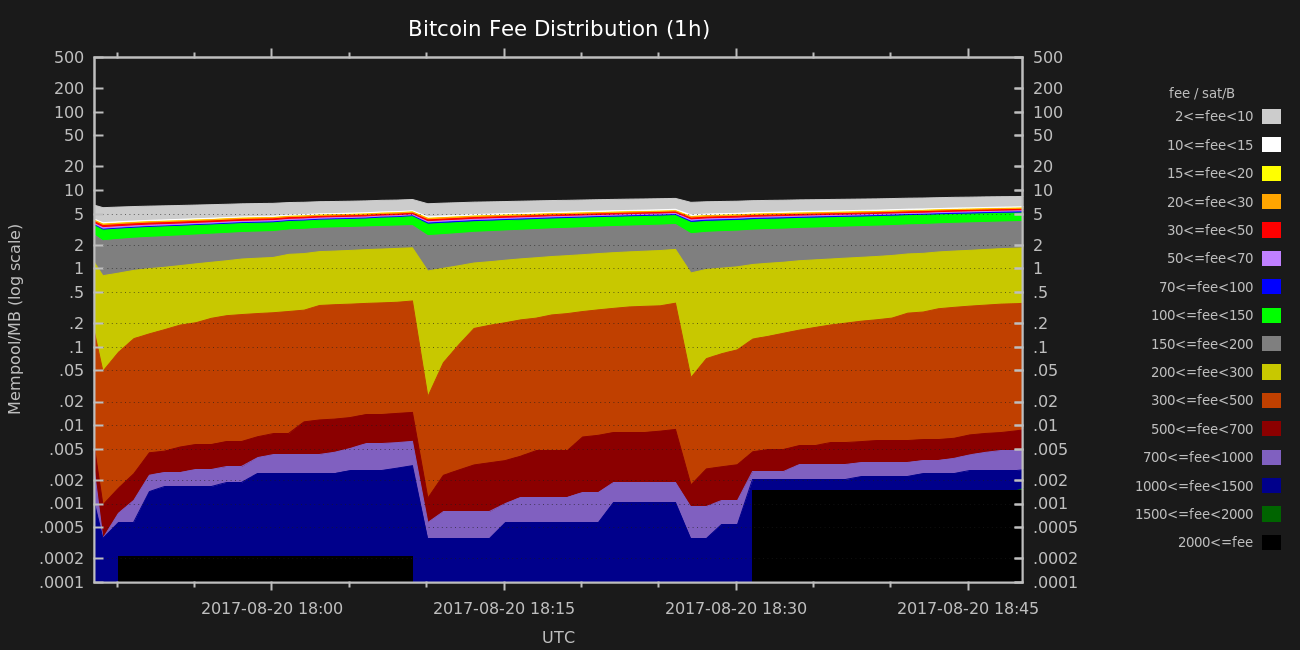 Bitcoin Fee Distribution (1h)
Mempool/MB (log scale)
500
200
100
50
20
10
5
2
1
.5
.2
.1
.05
.02
.01
.005
.002
.001
.0005
.0002
.0001
500
200
100
50
20
10
5
2
1
.5
.2
.1
.05
.02
.01
.005
.002
.001
.0005
.0002
.0001
2017-08-20 18:00 2017-08-20 18:15 2017-08-20 18:30 2017-08-20 18:45
UTC
fee / sat/B
2<=fee<10
10<=fee<15
15<=fee<20
20<=fee<30
30<=fee<50
50<=fee<70
70<=fee<100
100<=fee<150
150<=fee<200
200<=fee<300
300<=fee<500
500<=fee<700
700<=fee<1000
1000<=fee<1500
1500<=fee<2000
2000<=fee